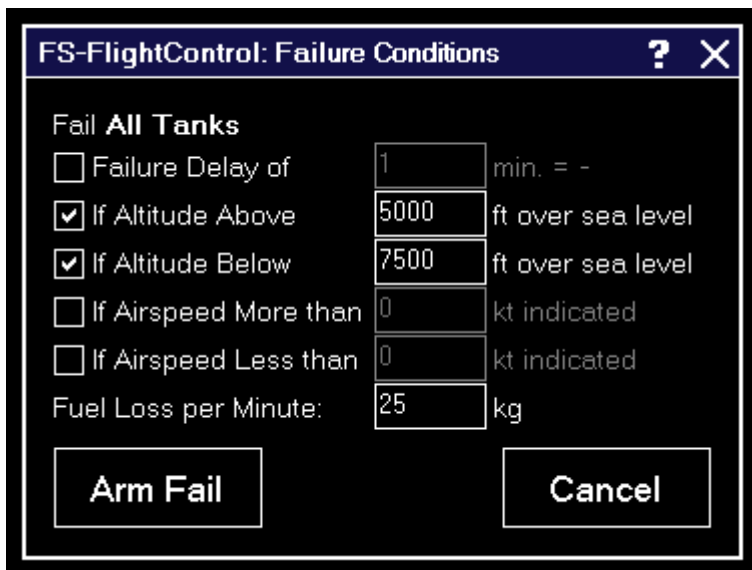 FS-FlightControl: Failure Conditions ? X
Fail All Tanks
Failure Delay of 1 min. = -
If Altitude Above 5000 ft over sea level
If Altitude Below 7500 ft over sea level
If Airspeed More than 0 kt indicated
If Airspeed Less than 0 kt indicated
Fuel Loss per Minute: 25 kg
Arm Fail Cancel